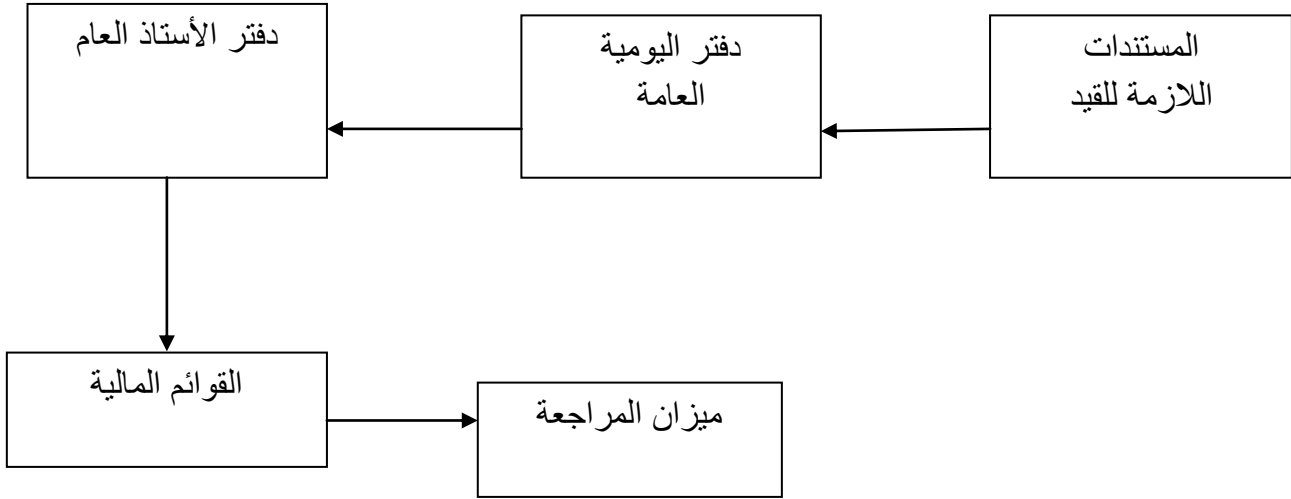 المستندات
اللازمة للقيد
دفتر اليومية
العامة
دفتر الأستاذ العام
القوائم المالية
ميزان المراجعة